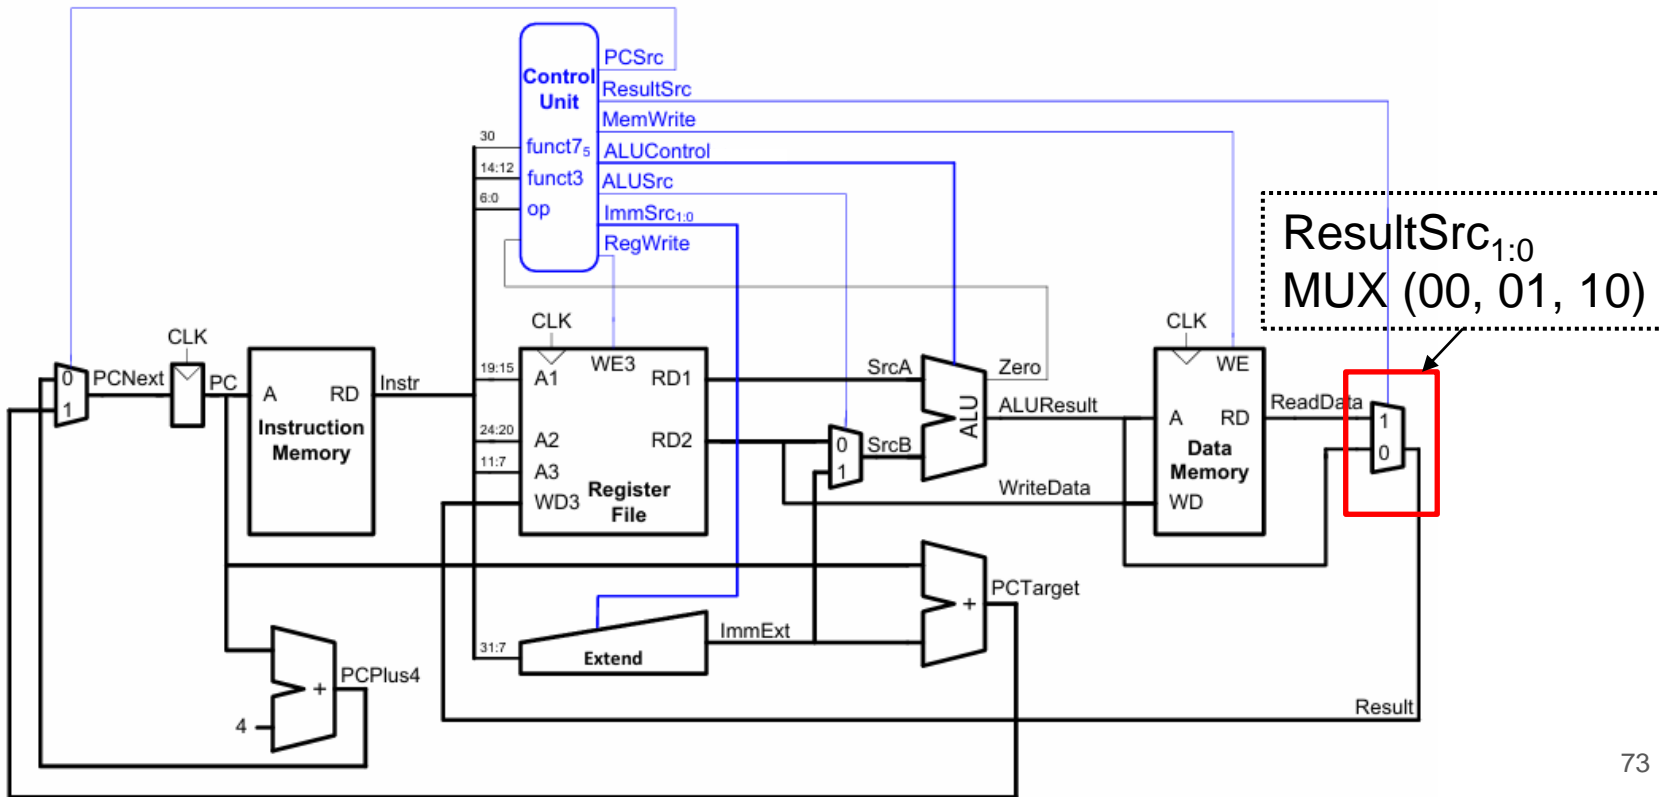 PCSrc
Control
Unit
ResultSrc
MemWrite
30
funct7₅
ALUControl
14:12
funct3
ALUSrc
6:0
op
ImmSrc₁:₀
RegWrite
ResultSrc₁:₀
MUX (00, 01, 10)
CLK
CLK
CLK
0
1
PCNext
PC
A
RD
Instruction
Memory
Instr
19:15
A1
WE3
RD1
24:20
A2
RD2
11:7
A3
WD3
Register
File
SrcA
0
1
SrcB
ALU
Zero
ALUResult
WriteData
WE
A
RD
Data
Memory
WD
ReadData
1
0
+
PCTarget
31:7
Extend
ImmExt
PCPlus4
+
4
Result
73